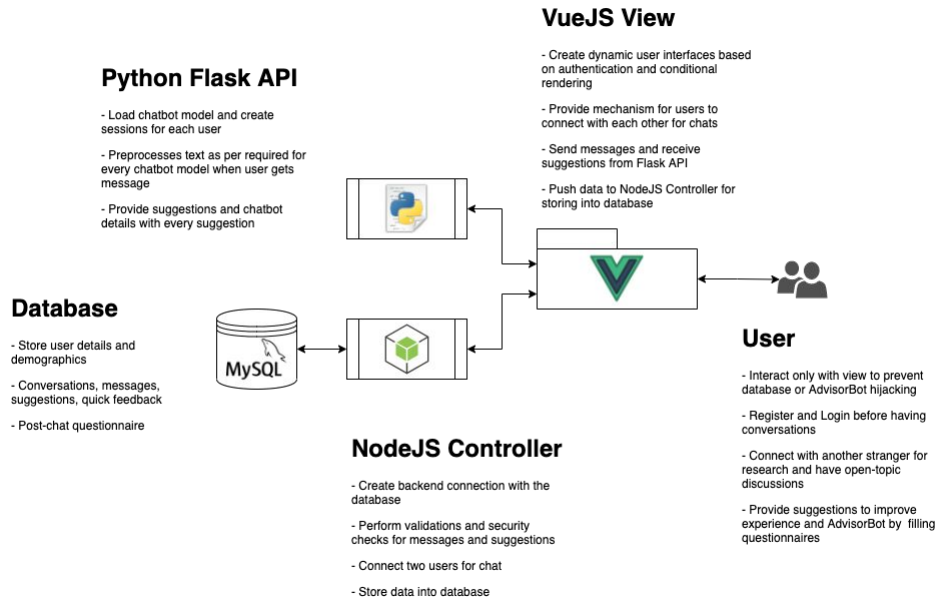 VueJS View
- Create dynamic user interfaces based
on authentication and conditional
rendering
- Provide mechanism for users to
connect with each other for chats
- Send messages and receive
suggestions from Flask API
- Push data to NodeJS Controller for
storing into database
Python Flask API
- Load chatbot model and create
sessions for each user
- Preprocesses text as per required for
every chatbot model when user gets
message
- Provide suggestions and chatbot
details with every suggestion
Database
- Store user details and
demographics
- Conversations, messages,
suggestions, quick feedback
- Post-chat questionnaire
MySQL
User
- Interact only with view to prevent
database or AdvisorBot hijacking
- Register and Login before having
conversations
- Connect with another stranger for
research and have open-topic
discussions
- Provide suggestions to improve
experience and AdvisorBot by filling
questionnaires
NodeJS Controller
- Create backend connection with the
database
- Perform validations and security
checks for messages and suggestions
- Connect two users for chat
- Store data into database